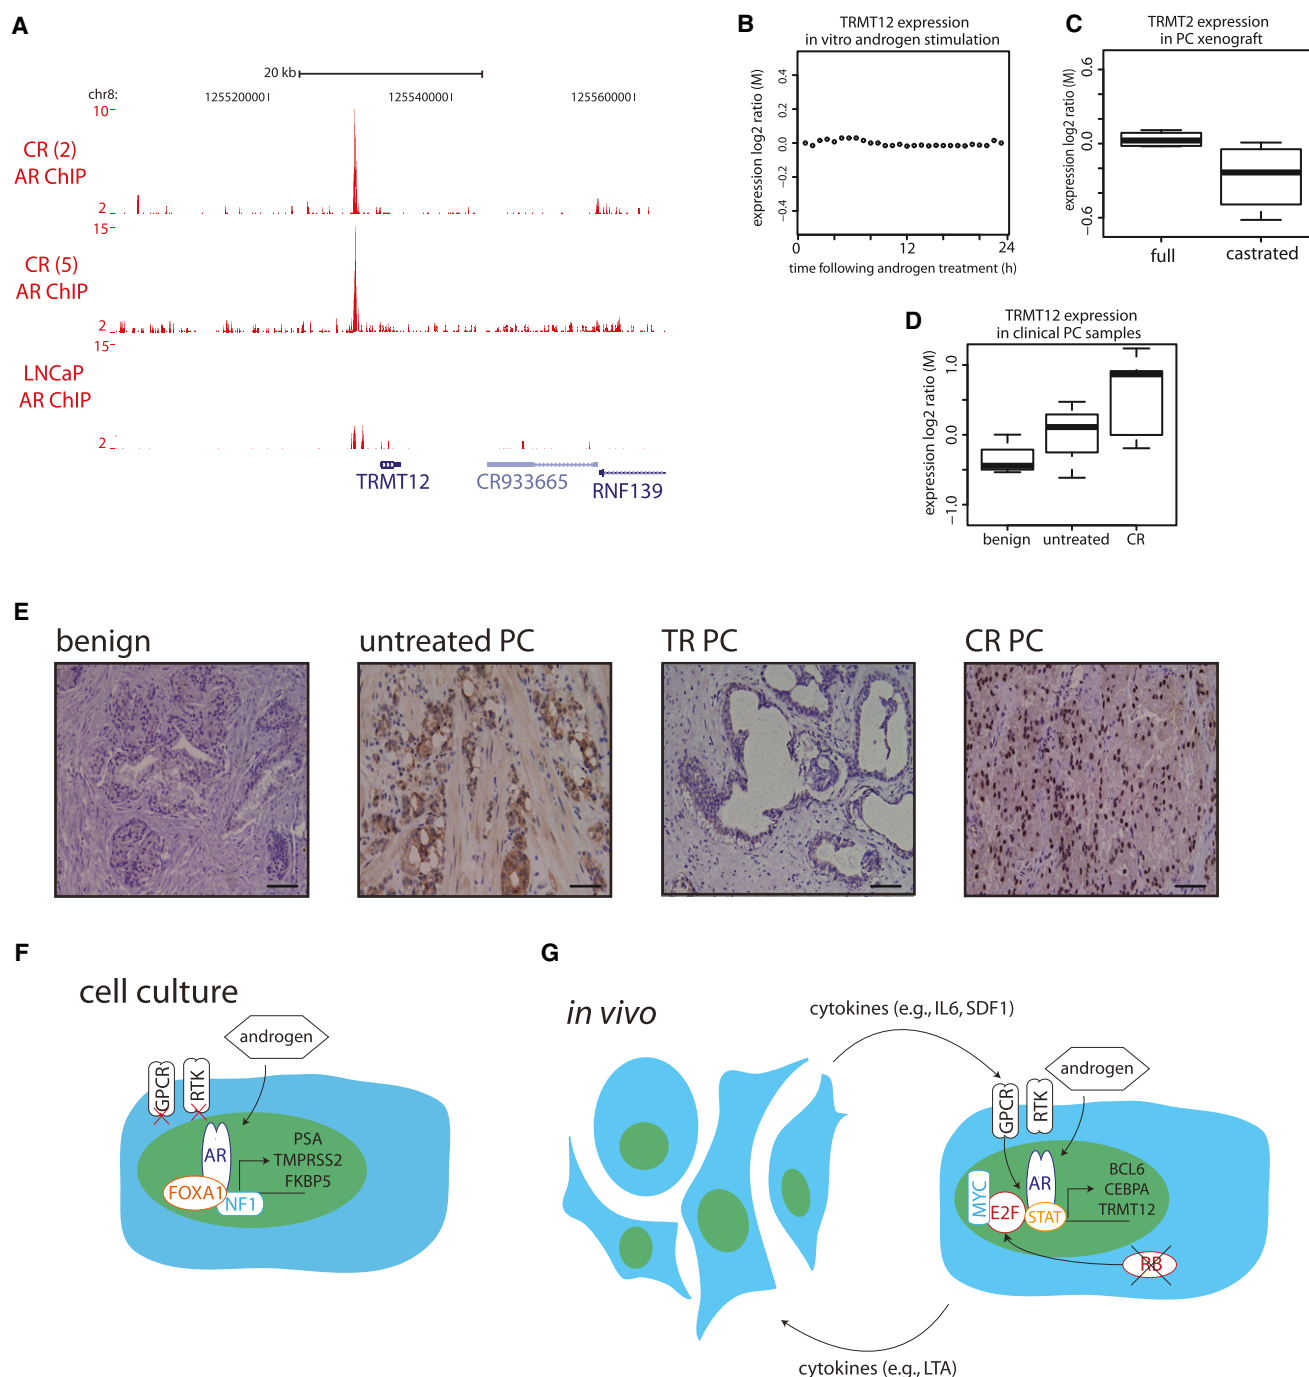 A
20 kb
chr8:
125520000
125540000
125560000
10
CR (2)
AR ChIP
2
15
CR (5)
AR ChIP
2
15
LNCaP
AR ChIP
2
TRMT12
CR933665
RNF139
B
TRMT12 expression
in vitro androgen stimulation
expression log2 ratio (M)
0.4
0.2
0.0
−0.2
−0.4
0
12
24
time following androgen treatment (h)
C
TRMT2 expression
in PC xenograft
expression log2 ratio (M)
0.6
0.0
−0.6
full
castrated
D
TRMT12 expression
in clinical PC samples
expression log2 ratio (M)
1.0
0.0
−1.0
benign
untreated
CR
E
benign
untreated PC
TR PC
CR PC
F
cell culture
androgen
GPCR
RTK
AR
FOXA1
NF1
PSA
TMPRSS2
FKBP5
G
in vivo
cytokines (e.g., IL6, SDF1)
androgen
GPCR
RTK
AR
MYC
E2F
STAT
BCL6
CEBPA
TRMT12
RB
cytokines (e.g., LTA)